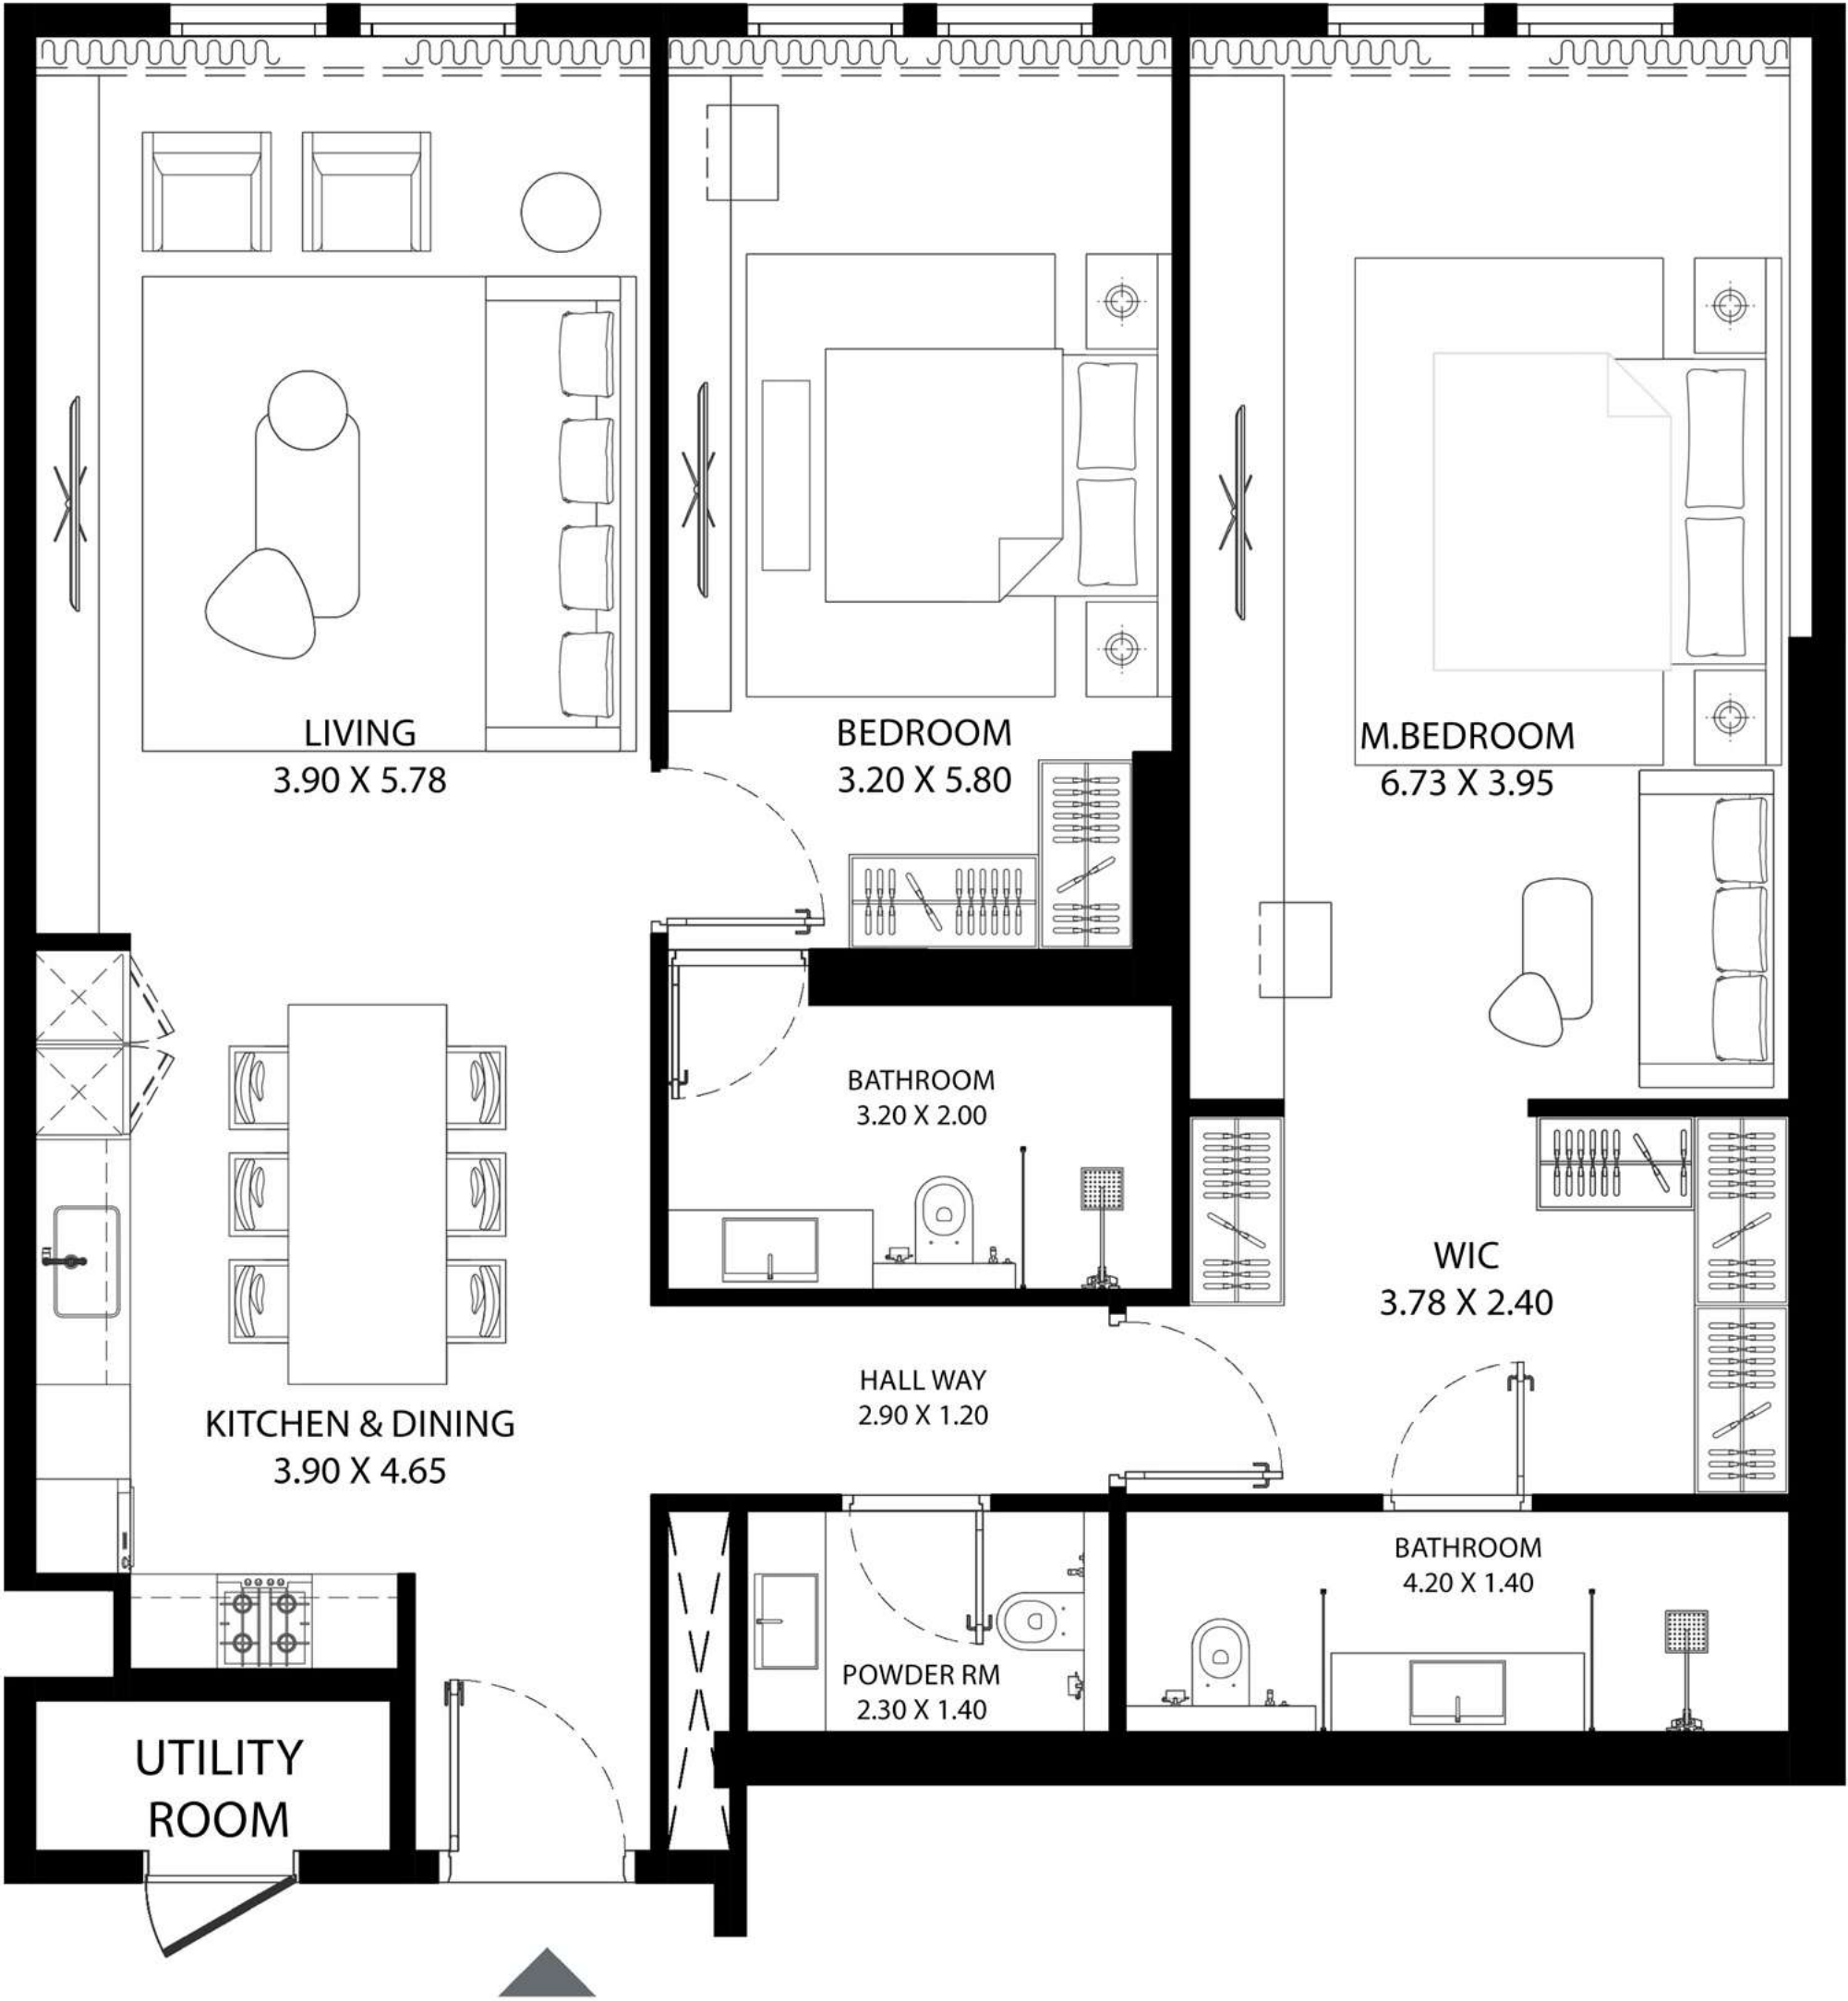 LIVING
3.90 X 5.78
BEDROOM
3.20 X 5.80
M.BEDROOM
6.73 X 3.95
BATHROOM
3.20 X 2.00
WIC
3.78 X 2.40
HALL WAY
2.90 X 1.20
KITCHEN & DINING
3.90 X 4.65
BATHROOM
4.20 X 1.40
POWDER RM
2.30 X 1.40
UTILITY
ROOM